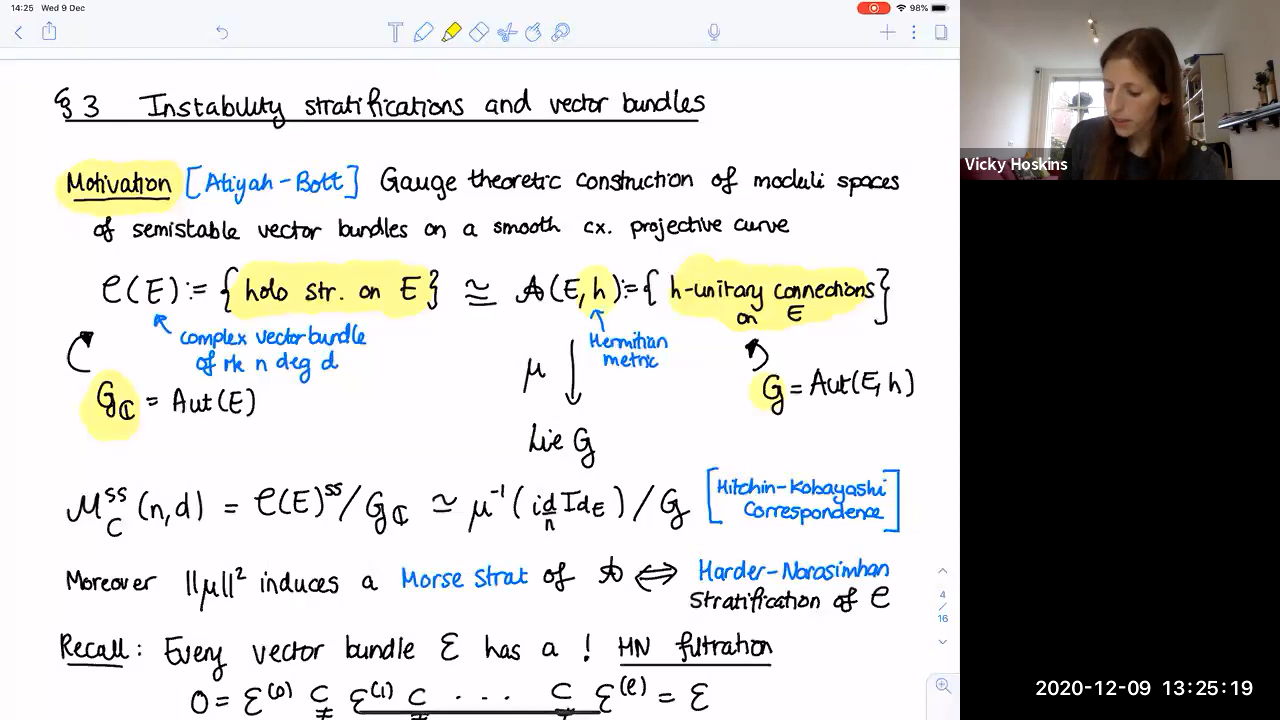 14:25 Wed 9 Dec
98%
§3 Instability stratifications and vector bundles
Motivation [Atiyah-Bott] Gauge theoretic construction of moduli spaces
of semistable vector bundles on a smooth cx. projective curve
𝒞(E) := { holo str. on E } ≅ 𝒜(E, h) := { h-unitary connections on E }
complex vector bundle of rk n deg d
Hermitian metric
G_ℂ = Aut(E)
μ
G = Aut(E, h)
Lie G
M_C^ss (n,d) = 𝒞(E)^ss / G_ℂ ≃ μ^-1 ( id/n Id_E ) / G [Hitchin-Kobayashi Correspondence]
Moreover ||μ||² induces a Morse strat of 𝒜 ⟺ Harder-Narasimhan
stratification of 𝒞
Recall: Every vector bundle ℰ has a ! HN filtration
0 = ℰ^(0) ⊊ ℰ^(1) ⊊ . . . ⊊ ℰ^(ℓ) = ℰ
4
/
16
Vicky Hoskins
2020-12-09 13:25:19